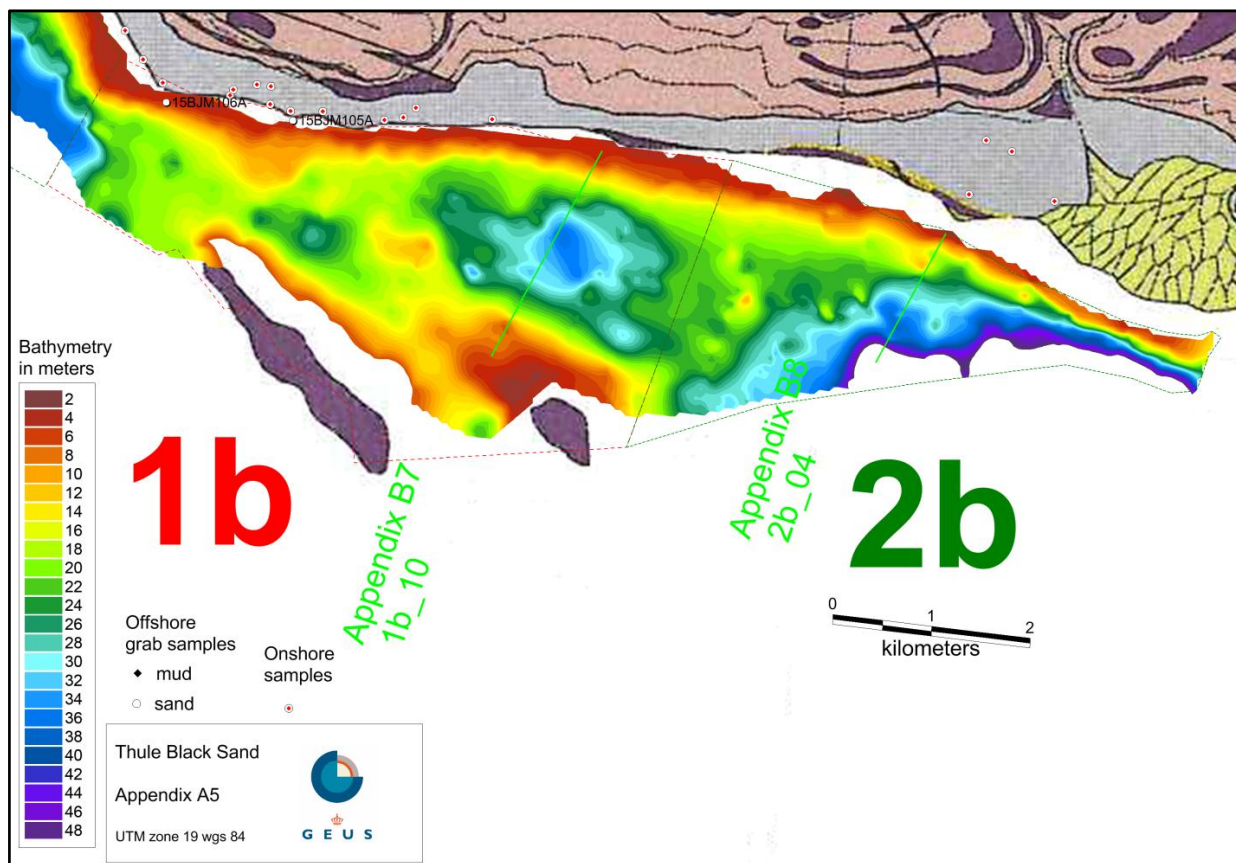 15BJM106A
15BJM105A
Bathymetry
in meters
2
4
6
8
10
12
14
16
18
20
22
24
26
28
30
32
34
36
38
40
42
44
46
48
1b
2b
Appendix B7
1b_10
Appendix B8
2b_04
0 1 2
kilometers
Offshore
grab samples
mud
sand
Onshore
samples
Thule Black Sand
Appendix A5
UTM zone 19 wgs 84
G E U S